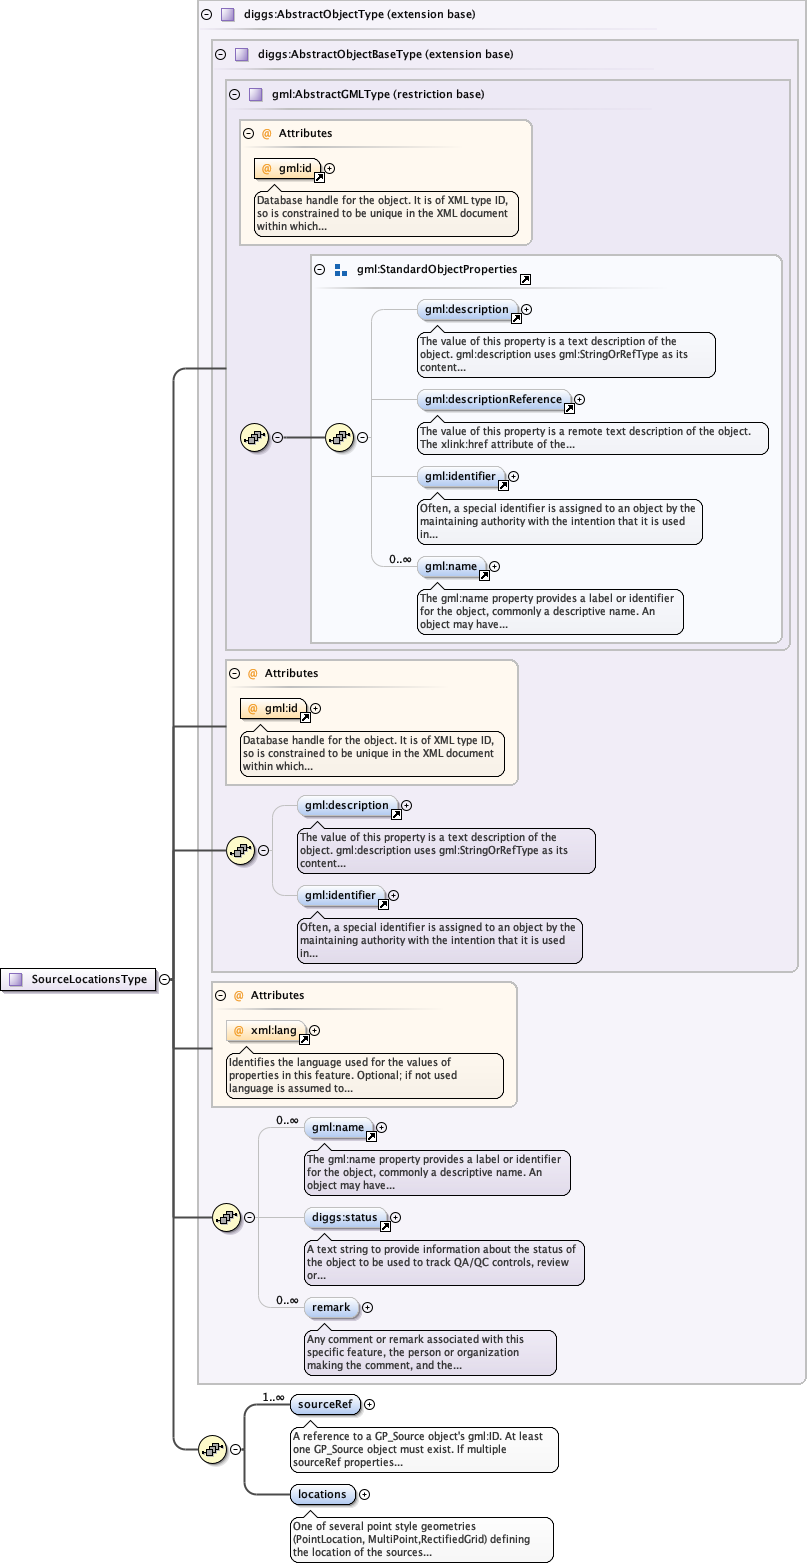 diggs:AbstractObjectType (extension base)
diggs:AbstractObjectBaseType (extension base)
gml:AbstractGMLType (restriction base)
@ Attributes
@ gml:id
Database handle for the object. It is of XML type ID,
so is constrained to be unique in the XML document
within which...
gml:StandardObjectProperties
gml:description
The value of this property is a text description of the
object. gml:description uses gml:StringOrRefType as its
content...
gml:descriptionReference
The value of this property is a remote text description of the object.
The xlink:href attribute of the...
gml:identifier
Often, a special identifier is assigned to an object by the
maintaining authority with the intention that it is used
in...
0..∞
gml:name
The gml:name property provides a label or identifier
for the object, commonly a descriptive name. An
object may have...
@ Attributes
@ gml:id
Database handle for the object. It is of XML type ID,
so is constrained to be unique in the XML document
within which...
gml:description
The value of this property is a text description of the
object. gml:description uses gml:StringOrRefType as its
content...
gml:identifier
Often, a special identifier is assigned to an object by the
maintaining authority with the intention that it is used
in...
SourceLocationsType
@ Attributes
@ xml:lang
Identifies the language used for the values of
properties in this feature. Optional; if not used
language is assumed to...
0..∞
gml:name
The gml:name property provides a label or identifier
for the object, commonly a descriptive name. An
object may have...
diggs:status
A text string to provide information about the status of
the object to be used to track QA/QC controls, review
or...
0..∞
remark
Any comment or remark associated with this
specific feature, the person or organization
making the comment, and the...
1..∞
sourceRef
A reference to a GP_Source object's gml:ID. At least
one GP_Source object must exist. If multiple
sourceRef properties...
locations
One of several point style geometries
(PointLocation, MultiPoint,RectifiedGrid) defining
the location of the sources...